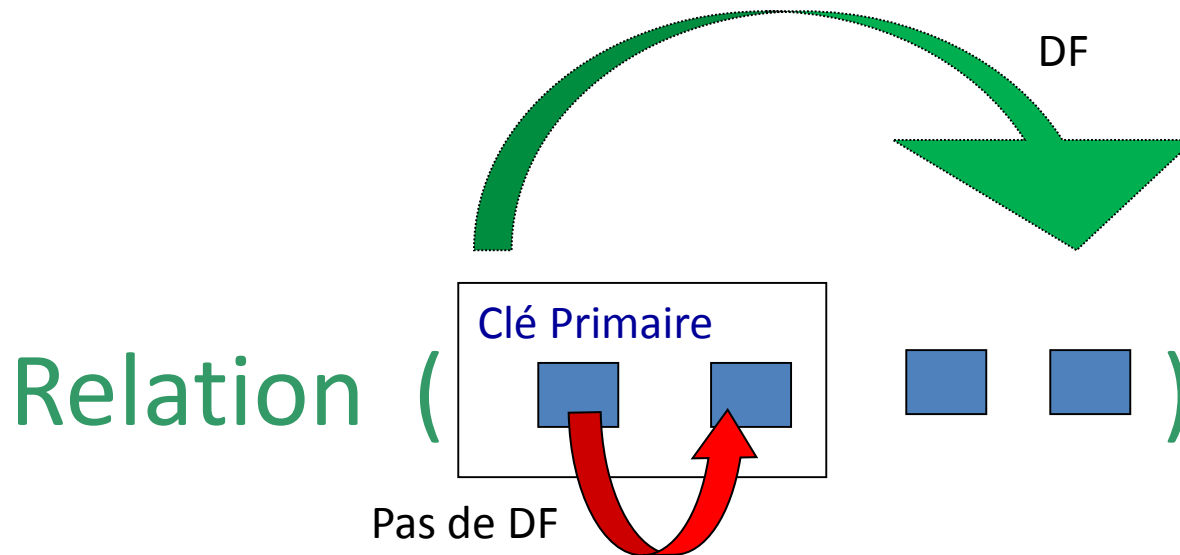 DF
Clé Primaire
Relation ( )
Pas de DF